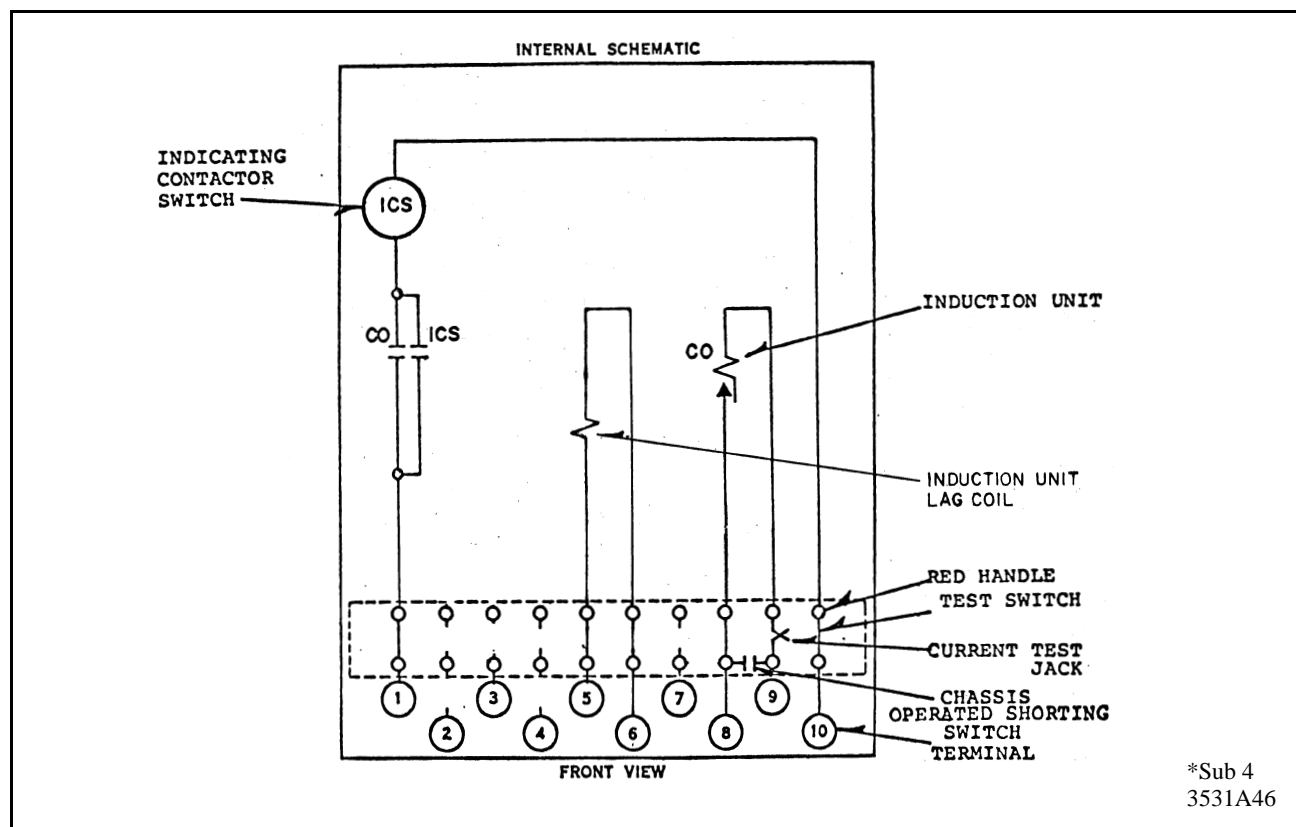 INTERNAL SCHEMATIC
INDICATING
CONTACTOR
SWITCH
ICS
CO
ICS
INDUCTION UNIT
CO
INDUCTION UNIT
LAG COIL
RED HANDLE
TEST SWITCH
CURRENT TEST
JACK
CHASSIS
OPERATED SHORTING
SWITCH
TERMINAL
1
3
5
7
9
2
4
6
8
10
FRONT VIEW
*Sub 4
3531A46